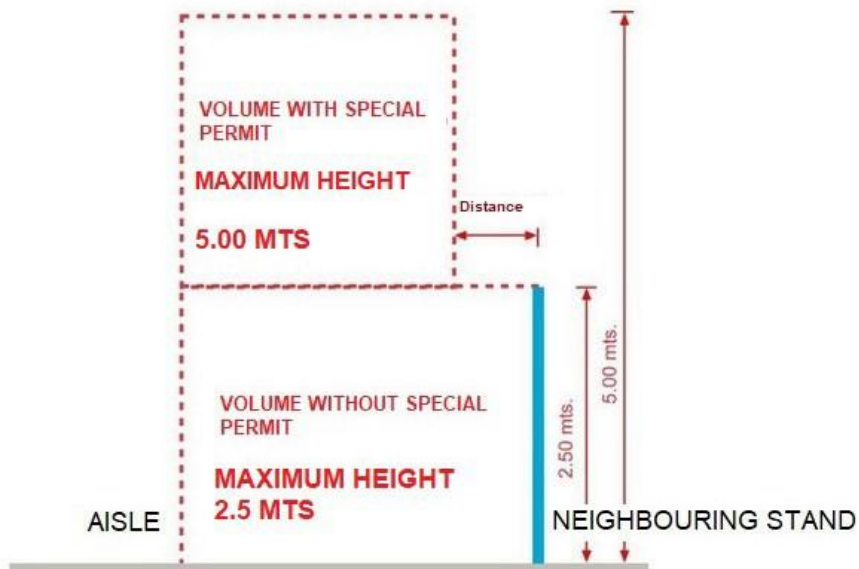 VOLUME WITH SPECIAL
PERMIT
MAXIMUM HEIGHT
5.00 MTS
Distance
VOLUME WITHOUT SPECIAL
PERMIT
MAXIMUM HEIGHT
2.5 MTS
2.50 mts.
5.00 mts.
AISLE
NEIGHBOURING STAND